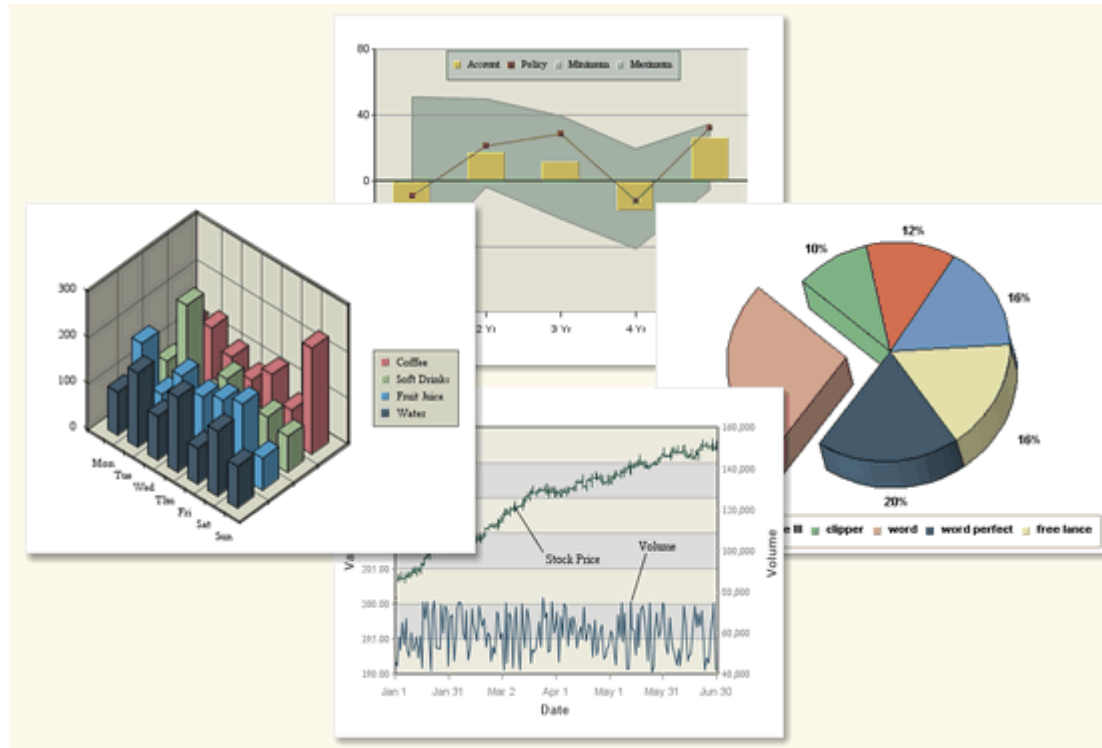 80
Account Policy Minimum Maximum
40
0
2 Yr 3 Yr 4 Yr
300
200
100
0
Mon
Tue
Wed
Thu
Fri
Sat
Sun
Coffee
Soft Drinks
Fruit Juice
Water
12%
10%
16%
16%
20%
clipper word word perfect free lance
160,000
140,000
120,000
100,000
80,000
60,000
40,000
Volume
Stock Price
Volume
205.00
200.00
195.00
190.00
Jan 1 Jan 31 Mar 2 Apr 1 May 1 May 31 Jun 30
Date